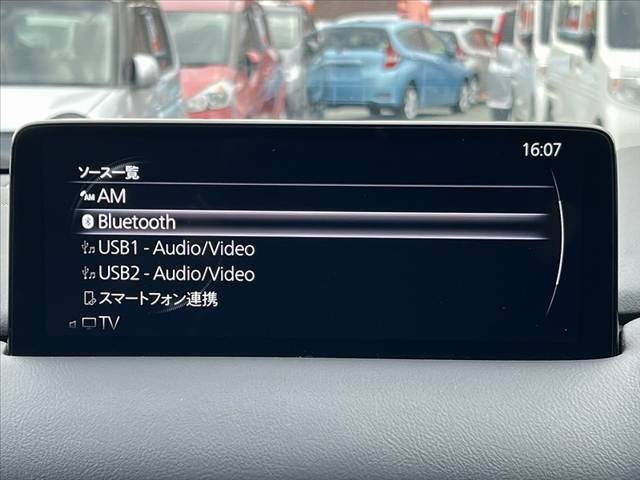 16:07
ソース一覧
AM AM
Bluetooth
USB1 - Audio/Video
USB2 - Audio/Video
スマートフォン連携
TV